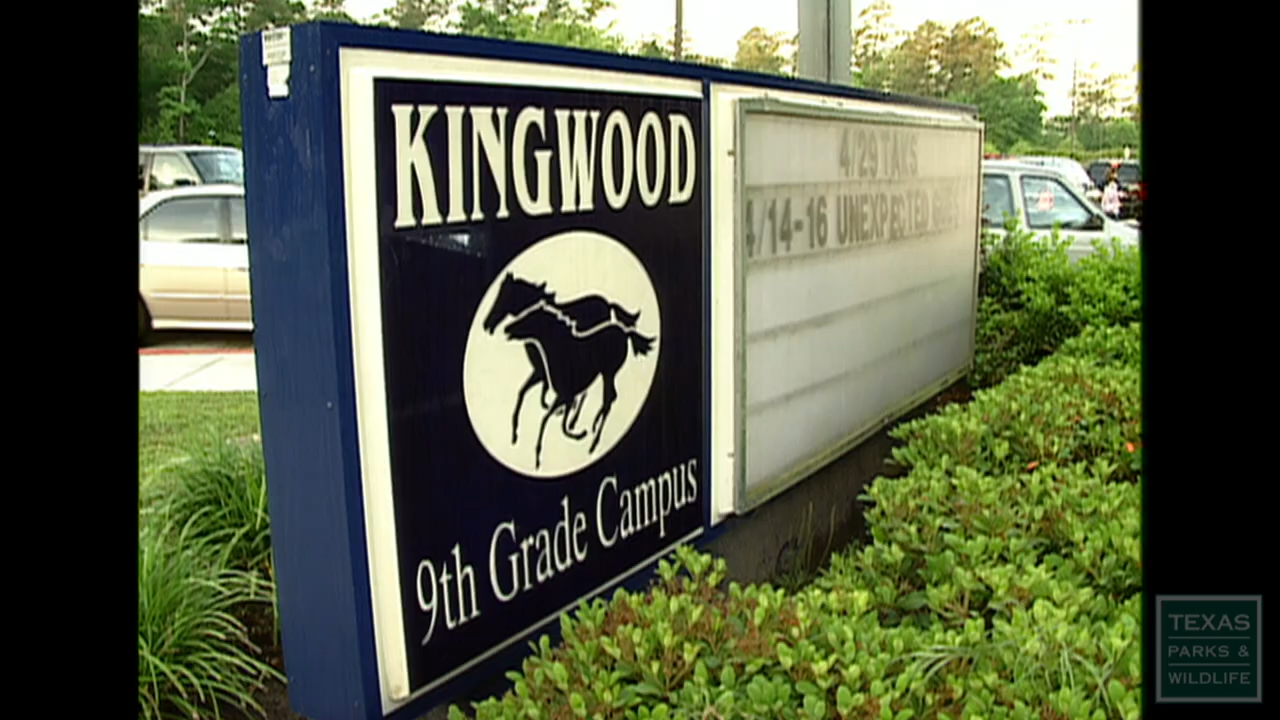 KINGWOOD
9th Grade Campus
4/29 TAKS
4/14-16 UNEXPECTED
TEXAS
PARKS &
WILDLIFE